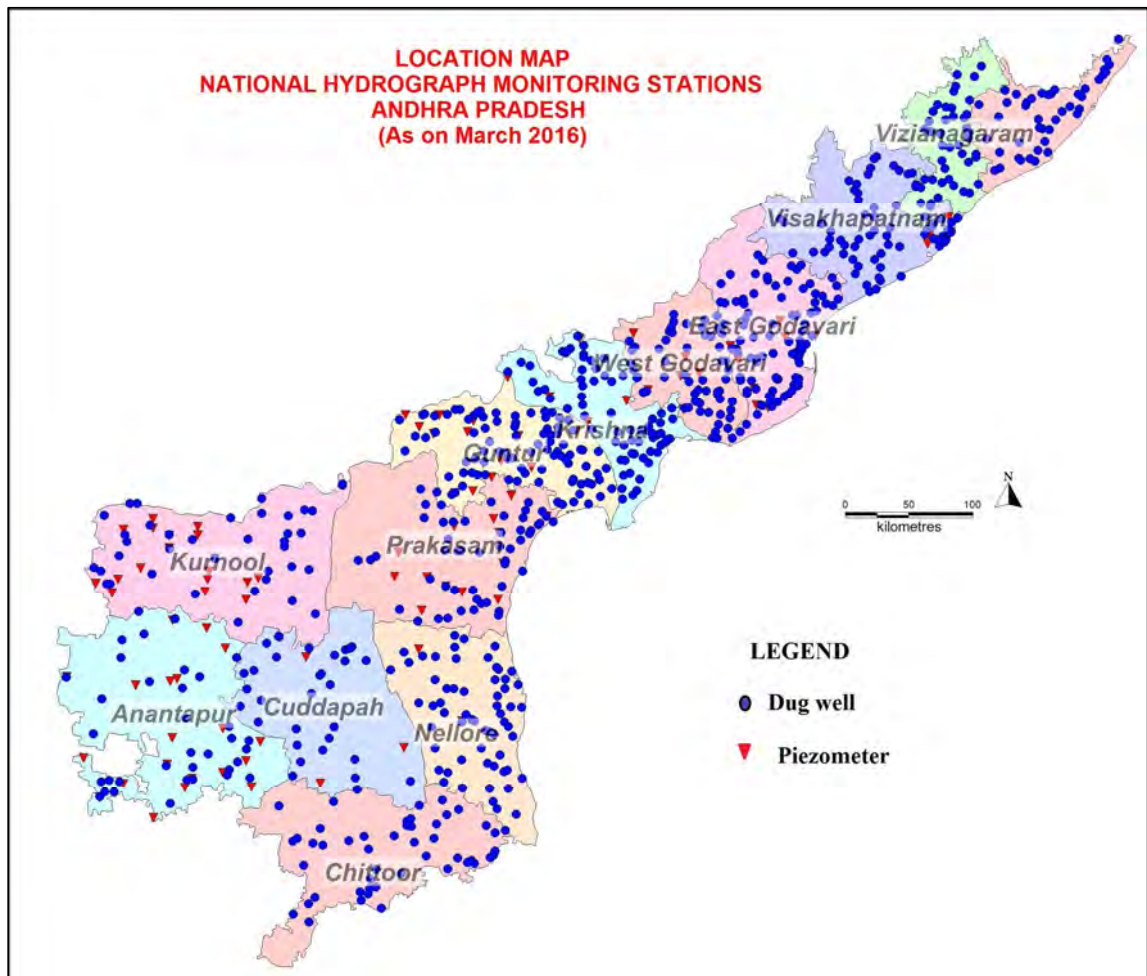 LOCATION MAP
NATIONAL HYDROGRAPH MONITORING STATIONS
ANDHRA PRADESH
(As on March 2016)
Vizianagaram
Visakhapatnam
East Godavari
West Godavari
Krishna
Guntur
N
0 50 100
kilometres
Prakasam
Kurnool
LEGEND
Dug well
Anantapur
Cuddapah
Nellore
Piezometer
Chittoor